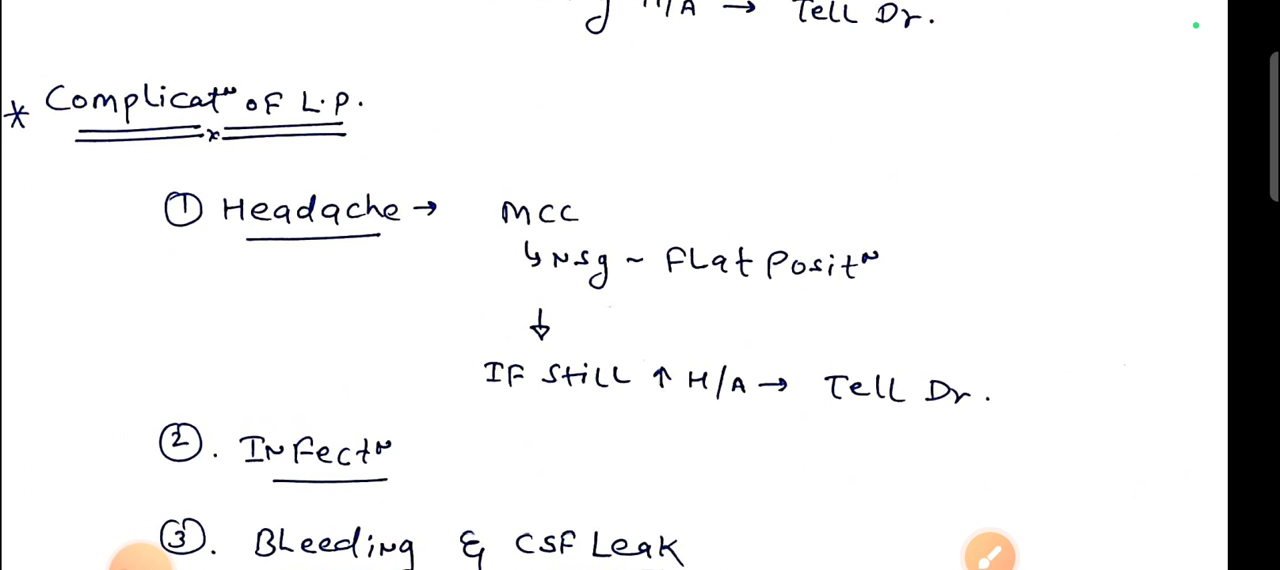 H/A → Tell Dr.
* Complicatⁿ of L.P.
① Headache → MCC
↳ Nsg ~ Flat Positⁿ
↓
IF Still ↑ H/A → Tell Dr.
②. Infectⁿ
③. Bleeding & CSF Leak